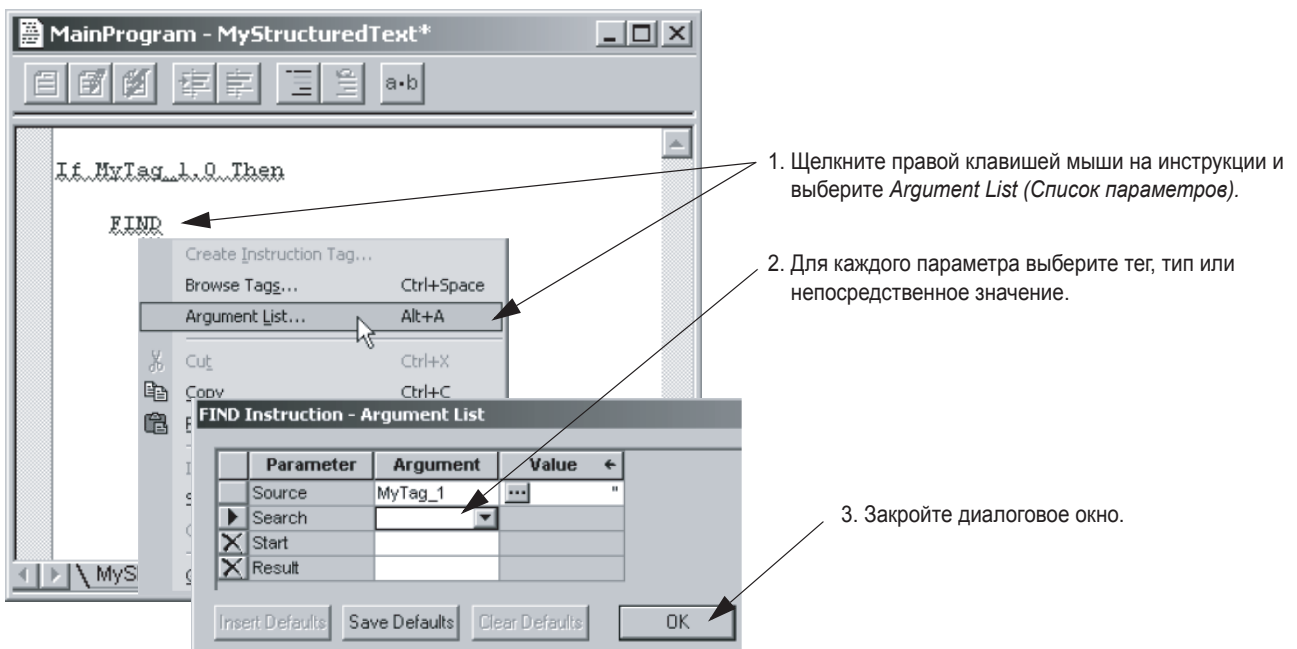 MainProgram - MyStructuredText*
a•b
If MyTag_1.0 Then
FIND
Create Instruction Tag...
Browse Tags... Ctrl+Space
Argument List... Alt+A
Cut Ctrl+X
Copy Ctrl+C
FIND Instruction - Argument List
Parameter Argument Value ←
Source MyTag_1 ... ''
Search
Start
Result
MyS
Insert Defaults Save Defaults Clear Defaults OK
1. Щелкните правой клавишей мыши на инструкции и
выберите Argument List (Список параметров).
2. Для каждого параметра выберите тег, тип или
непосредственное значение.
3. Закройте диалоговое окно.